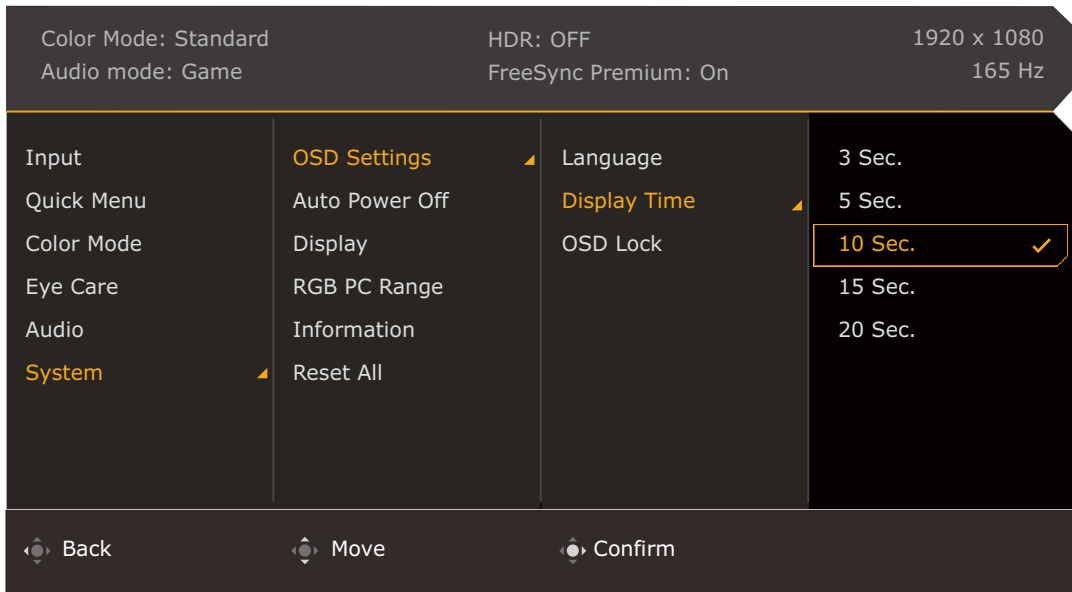 Color Mode: Standard
HDR: OFF
1920 x 1080
Audio mode: Game
FreeSync Premium: On
165 Hz
Input
Quick Menu
Color Mode
Eye Care
Audio
System
OSD Settings
Auto Power Off
Display
RGB PC Range
Information
Reset All
Language
Display Time
OSD Lock
3 Sec.
5 Sec.
10 Sec.
15 Sec.
20 Sec.
Back
Move
Confirm